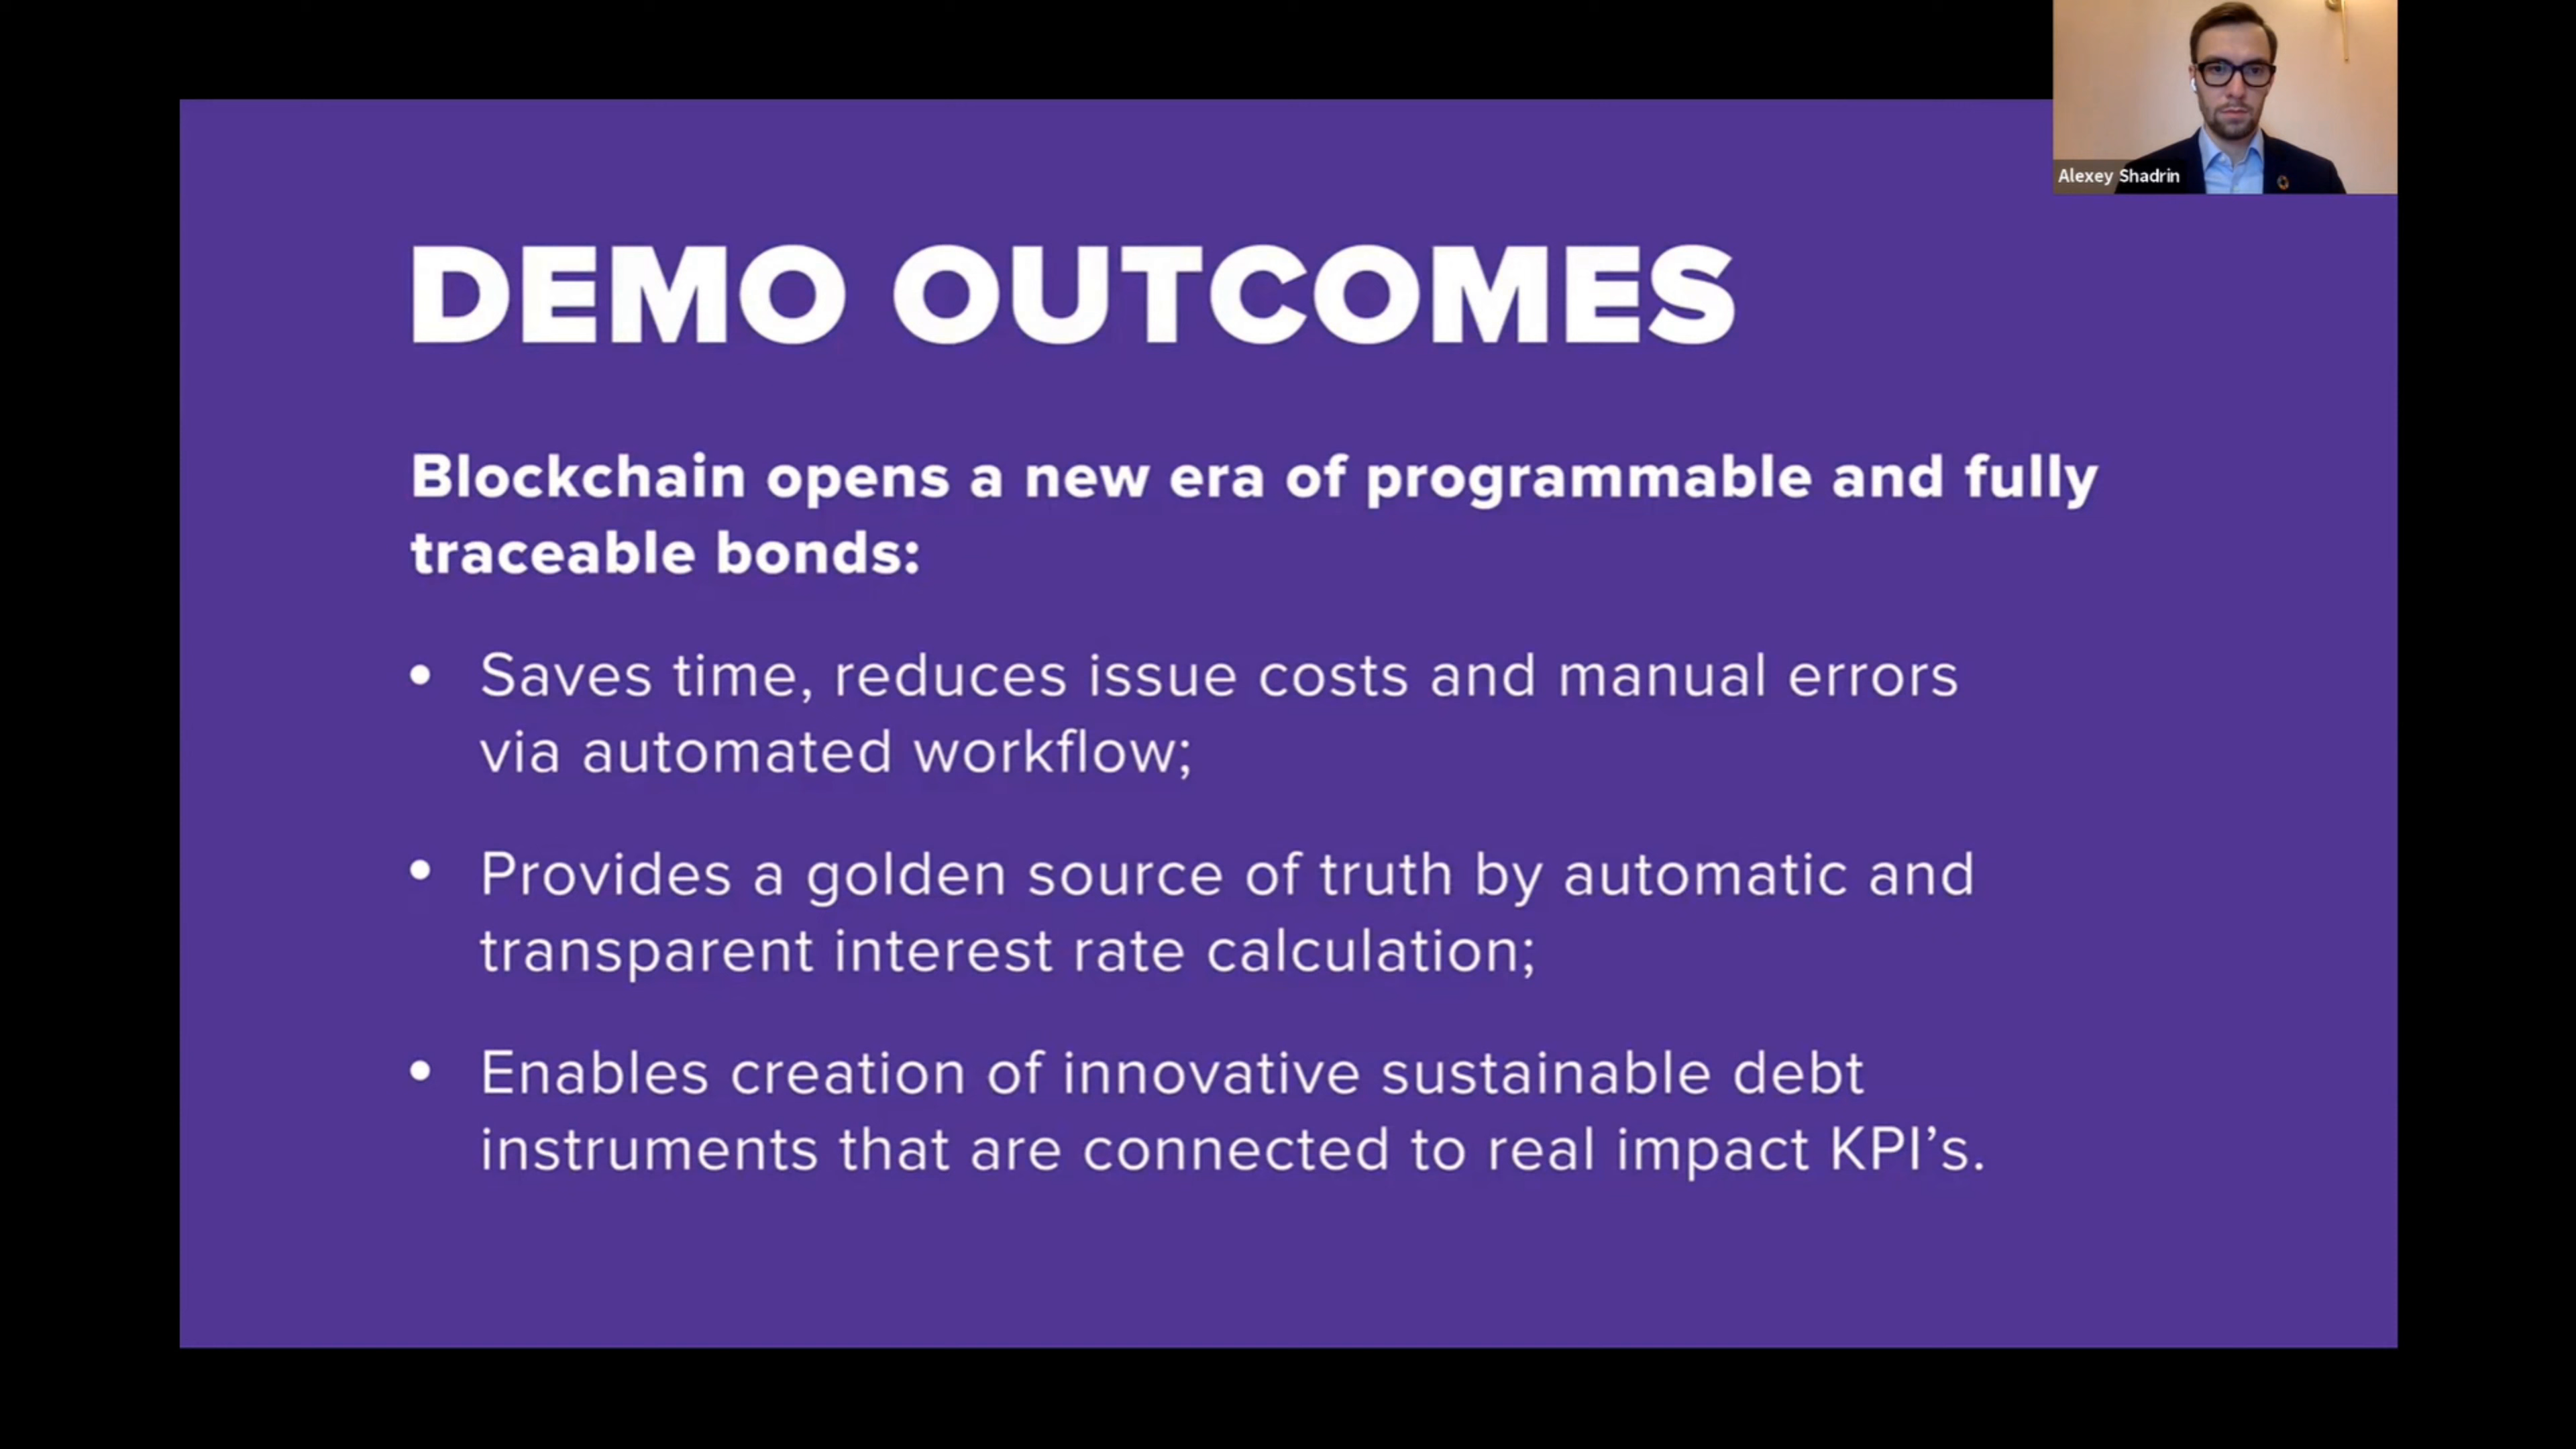 Alexey Shadrin
DEMO OUTCOMES
Blockchain opens a new era of programmable and fully
traceable bonds:
• Saves time, reduces issue costs and manual errors
via automated workflow;
• Provides a golden source of truth by automatic and
transparent interest rate calculation;
• Enables creation of innovative sustainable debt
instruments that are connected to real impact KPI’s.